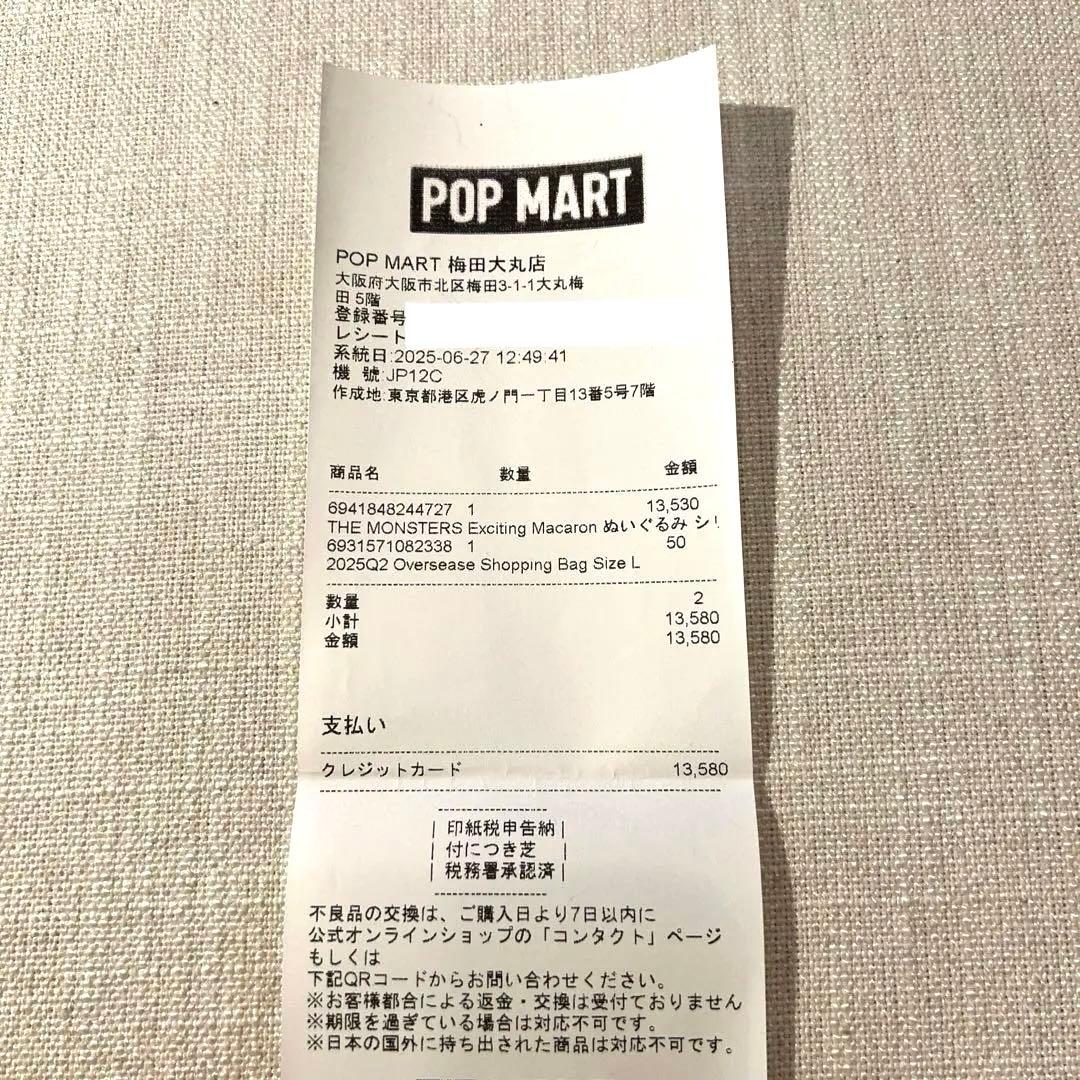 POP MART
POP MART 梅田大丸店
大阪府大阪市北区梅田3-1-1大丸梅
田 5階
登録番号
レシート
系統日:2025-06-27 12:49:41
機 號:JP12C
作成地:東京都港区虎ノ門一丁目13番5号7階
商品名 数量 金額
6941848244727 1 13,530
THE MONSTERS Exciting Macaron ぬいぐるみ シリ
6931571082338 1 50
2025Q2 Oversease Shopping Bag Size L
数量 2
小計 13,580
金額 13,580
支払い
クレジットカード 13,580
印紙税申告納
付につき芝
税務署承認済
不良品の交換は、ご購入日より7日以内に
公式オンラインショップの「コンタクト」ページ
もしくは
下記QRコードからお問い合わせください。
※お客様都合による返金・交換は受付ておりません
※期限を過ぎている場合は対応不可です。
※日本の国外に持ち出された商品は対応不可です。